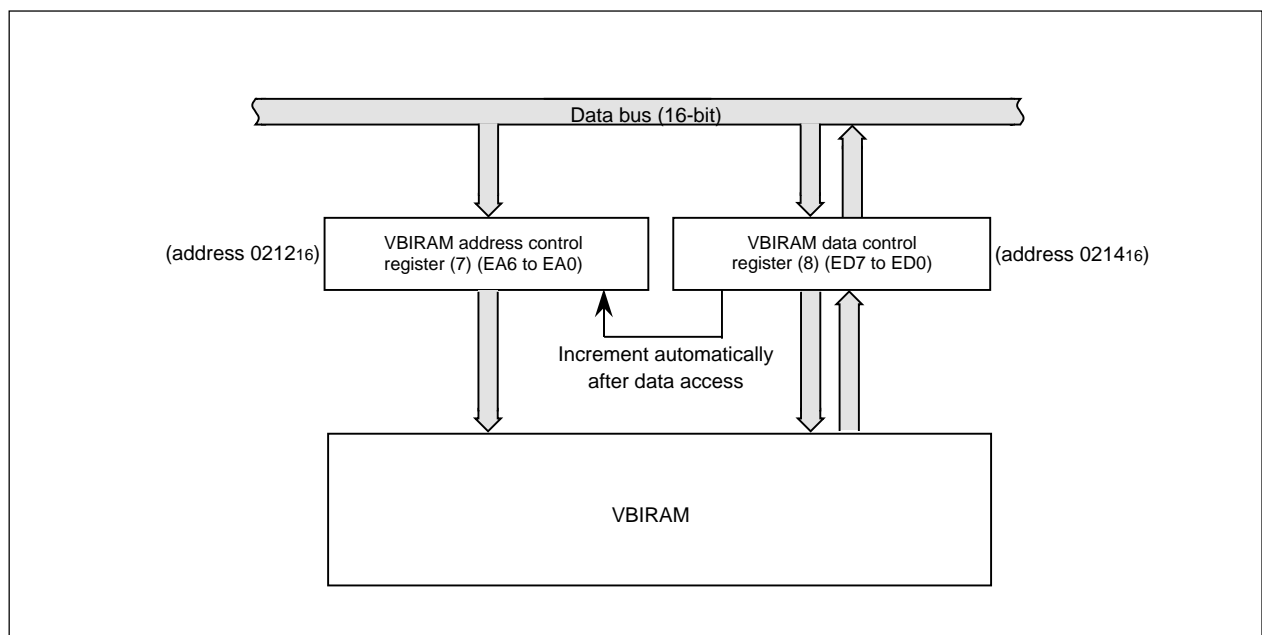 Data bus (16-bit)
(address 021216)
VBIRAM address control
register (7) (EA6 to EA0)
VBIRAM data control
register (8) (ED7 to ED0)
(address 021416)
Increment automatically
after data access
VBIRAM